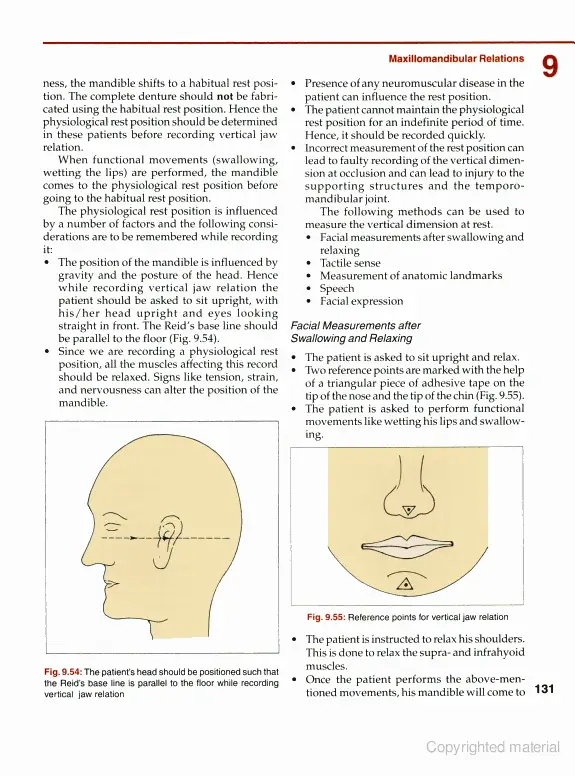 Maxillomandibular Relations
9
ness, the mandible shifts to a habitual rest posi-
tion. The complete denture should not be fabri-
cated using the habitual rest position. Hence the
physiological rest position should be determined
in these patients before recording vertical jaw
relation.
When functional movements (swallowing,
wetting the lips) are performed, the mandible
comes to the physiological rest position before
going to the habitual rest position.
The physiological rest position is influenced
by a number of factors and the following consi-
derations are to be remembered while recording
it:
• The position of the mandible is influenced by
gravity and the posture of the head. Hence
while recording vertical jaw relation the
patient should be asked to sit upright, with
his/her head upright and eyes looking
straight in front. The Reid's base line should
be parallel to the floor (Fig. 9.54).
• Since we are recording a physiological rest
position, all the muscles affecting this record
should be relaxed. Signs like tension, strain,
and nervousness can alter the position of the
mandible.
Fig. 9.54: The patient's head should be positioned such that
the Reid's base line is parallel to the floor while recording
vertical jaw relation
• Presence of any neuromuscular disease in the
patient can influence the rest position.
• The patient cannot maintain the physiological
rest position for an indefinite period of time.
Hence, it should be recorded quickly.
• Incorrect measurement of the rest position can
lead to faulty recording of the vertical dimen-
sion at occlusion and can lead to injury to the
supporting structures and the temporo-
mandibular joint.
The following methods can be used to
measure the vertical dimension at rest.
• Facial measurements after swallowing and
relaxing
• Tactile sense
• Measurement of anatomic landmarks
• Speech
• Facial expression
Facial Measurements after
Swallowing and Relaxing
• The patient is asked to sit upright and relax.
• Two reference points are marked with the help
of a triangular piece of adhesive tape on the
tip of the nose and the tip of the chin (Fig. 9.55).
• The patient is asked to perform functional
movements like wetting his lips and swallow-
ing.
Fig. 9.55: Reference points for vertical jaw relation
• The patient is instructed to relax his shoulders.
This is done to relax the supra- and infrahyoid
muscles.
• Once the patient performs the above-men-
tioned movements, his mandible will come to
131
Copyrighted material